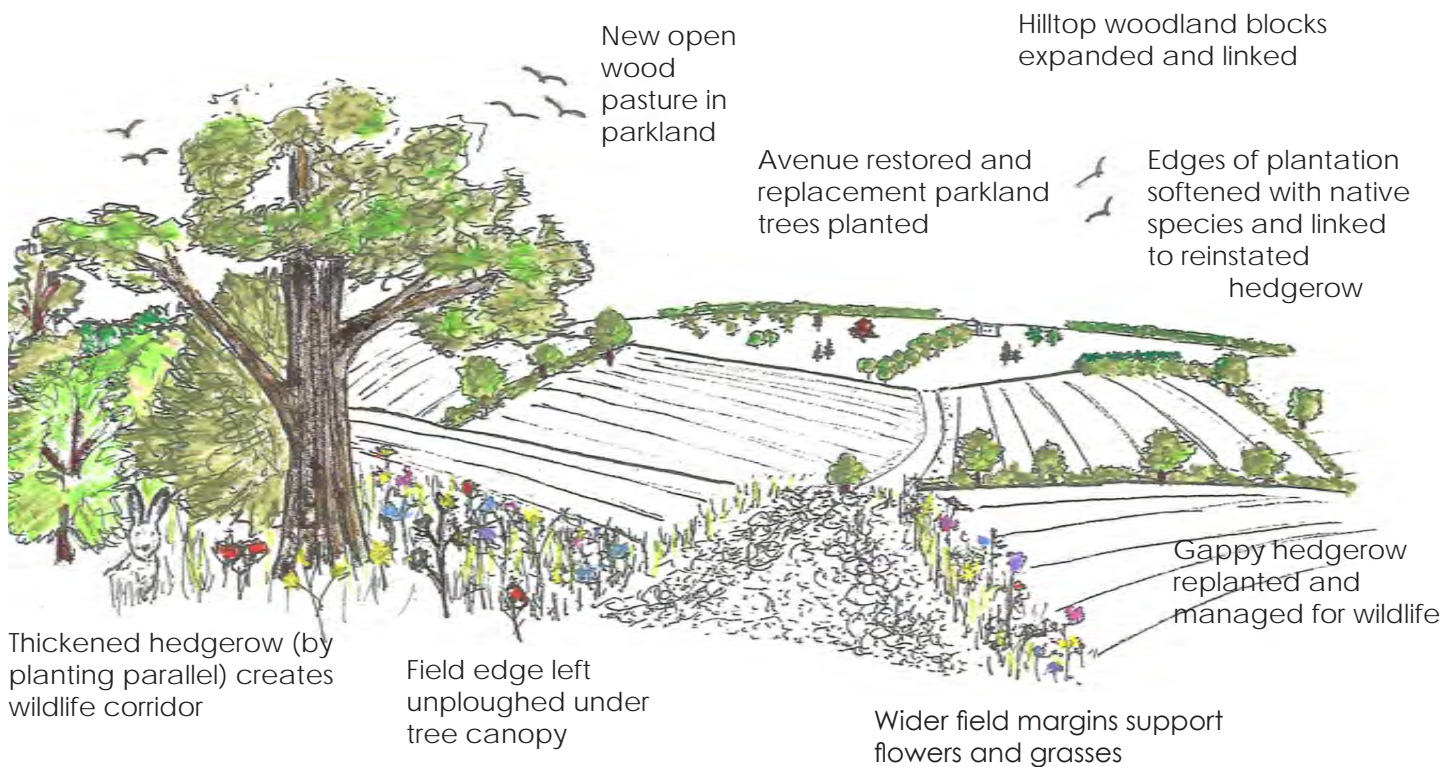 New open
wood
pasture in
parkland
Hilltop woodland blocks
expanded and linked
Avenue restored and
replacement parkland
trees planted
Edges of plantation
softened with native
species and linked
to reinstated
hedgerow
Gappy hedgerow
replanted and
managed for wildlife
Thickened hedgerow (by
planting parallel) creates
wildlife corridor
Field edge left
unploughed under
tree canopy
Wider field margins support
flowers and grasses